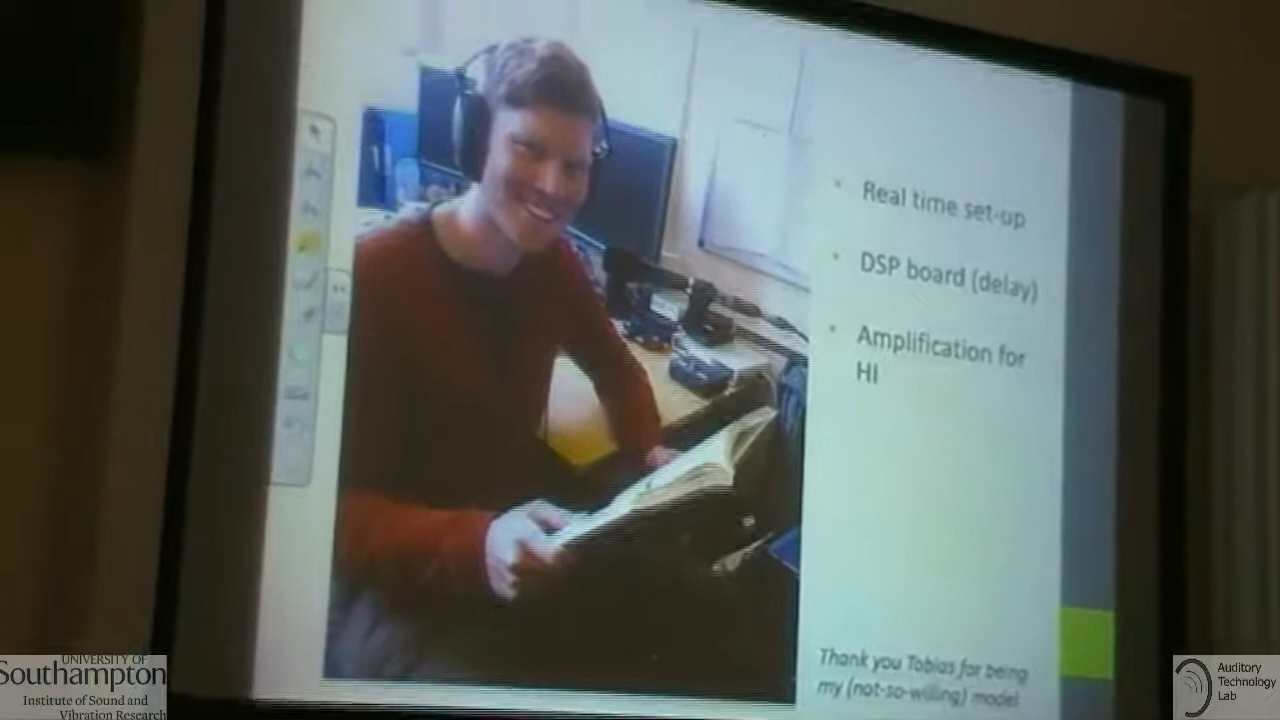 Real time set-up
DSP board (delay)
Amplification for
HI
Thank you Tobias for being
my (not-so-willing) model
UNIVERSITY OF
Southampton
Institute of Sound and
Vibration Research
Auditory
Technology
Lab